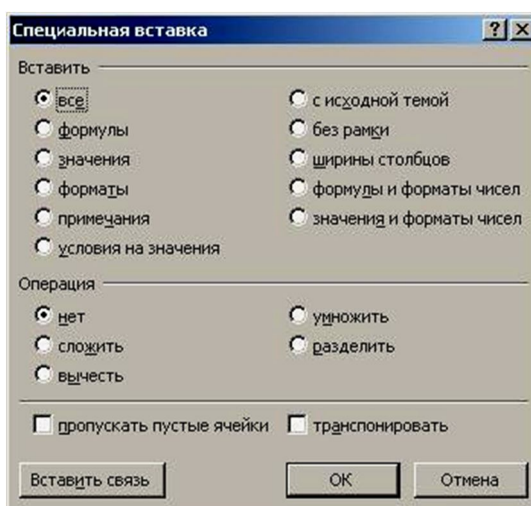 Специальная вставка
Вставить
все
с исходной темой
формулы
без рамки
значения
ширины столбцов
форматы
формулы и форматы чисел
примечания
значения и форматы чисел
условия на значения
Операция
нет
умножить
сложить
разделить
вычесть
пропускать пустые ячейки
транспонировать
Вставить связь
ОК
Отмена